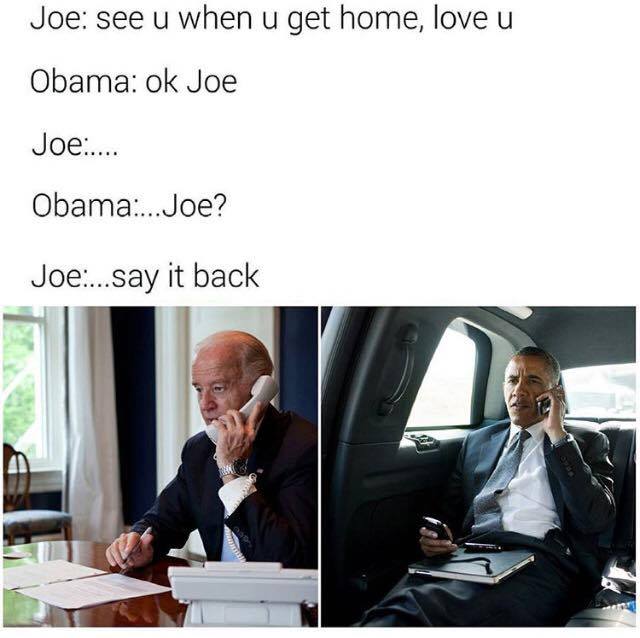 Joe: see u when u get home, love u
Obama: ok Joe
Joe:....
Obama:...Joe?
Joe:...say it back